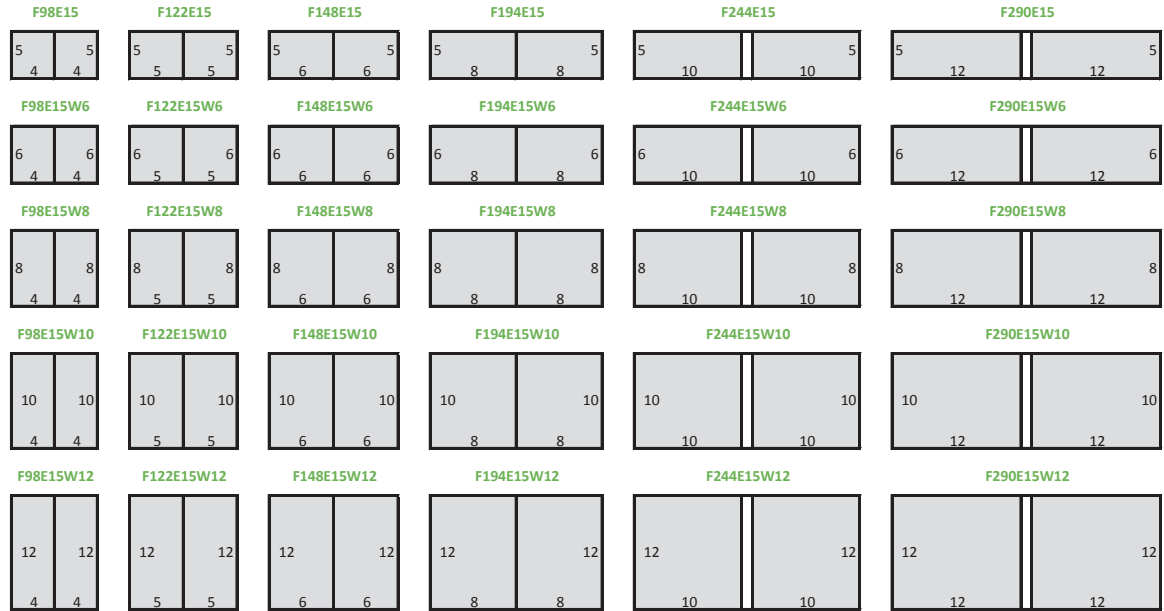 F98E15 F122E15 F148E15 F194E15 F244E15 F290E15
5 5 5 5 5 5 5 5 5 5 5 5
4 4 5 5 6 6 8 8 10 10 12 12
F98E15W6 F122E15W6 F148E15W6 F194E15W6 F244E15W6 F290E15W6
6 6 6 6 6 6 6 6 6 6 6 6
4 4 5 5 6 6 8 8 10 10 12 12
F98E15W8 F122E15W8 F148E15W8 F194E15W8 F244E15W8 F290E15W8
8 8 8 8 8 8 8 8 8 8 8 8
4 4 5 5 6 6 8 8 10 10 12 12
F98E15W10 F122E15W10 F148E15W10 F194E15W10 F244E15W10 F290E15W10
10 10 10 10 10 10 10 10 10 10 10 10
4 4 5 5 6 6 8 8 10 10 12 12
F98E15W12 F122E15W12 F148E15W12 F194E15W12 F244E15W12 F290E15W12
12 12 12 12 12 12 12 12 12 12 12 12
4 4 5 5 6 6 8 8 10 10 12 12